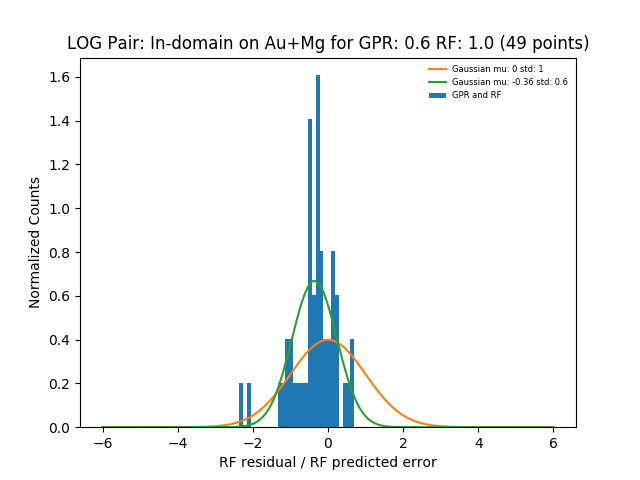 LOG Pair: In-domain on Au+Mg for GPR: 0.6 RF: 1.0 (49 points)
Gaussian mu: 0 std: 1
Gaussian mu: -0.36 std: 0.6
GPR and RF
Normalized Counts
1.6
1.4
1.2
1.0
0.8
0.6
0.4
0.2
0.0
−6 −4 −2 0 2 4 6
RF residual / RF predicted error